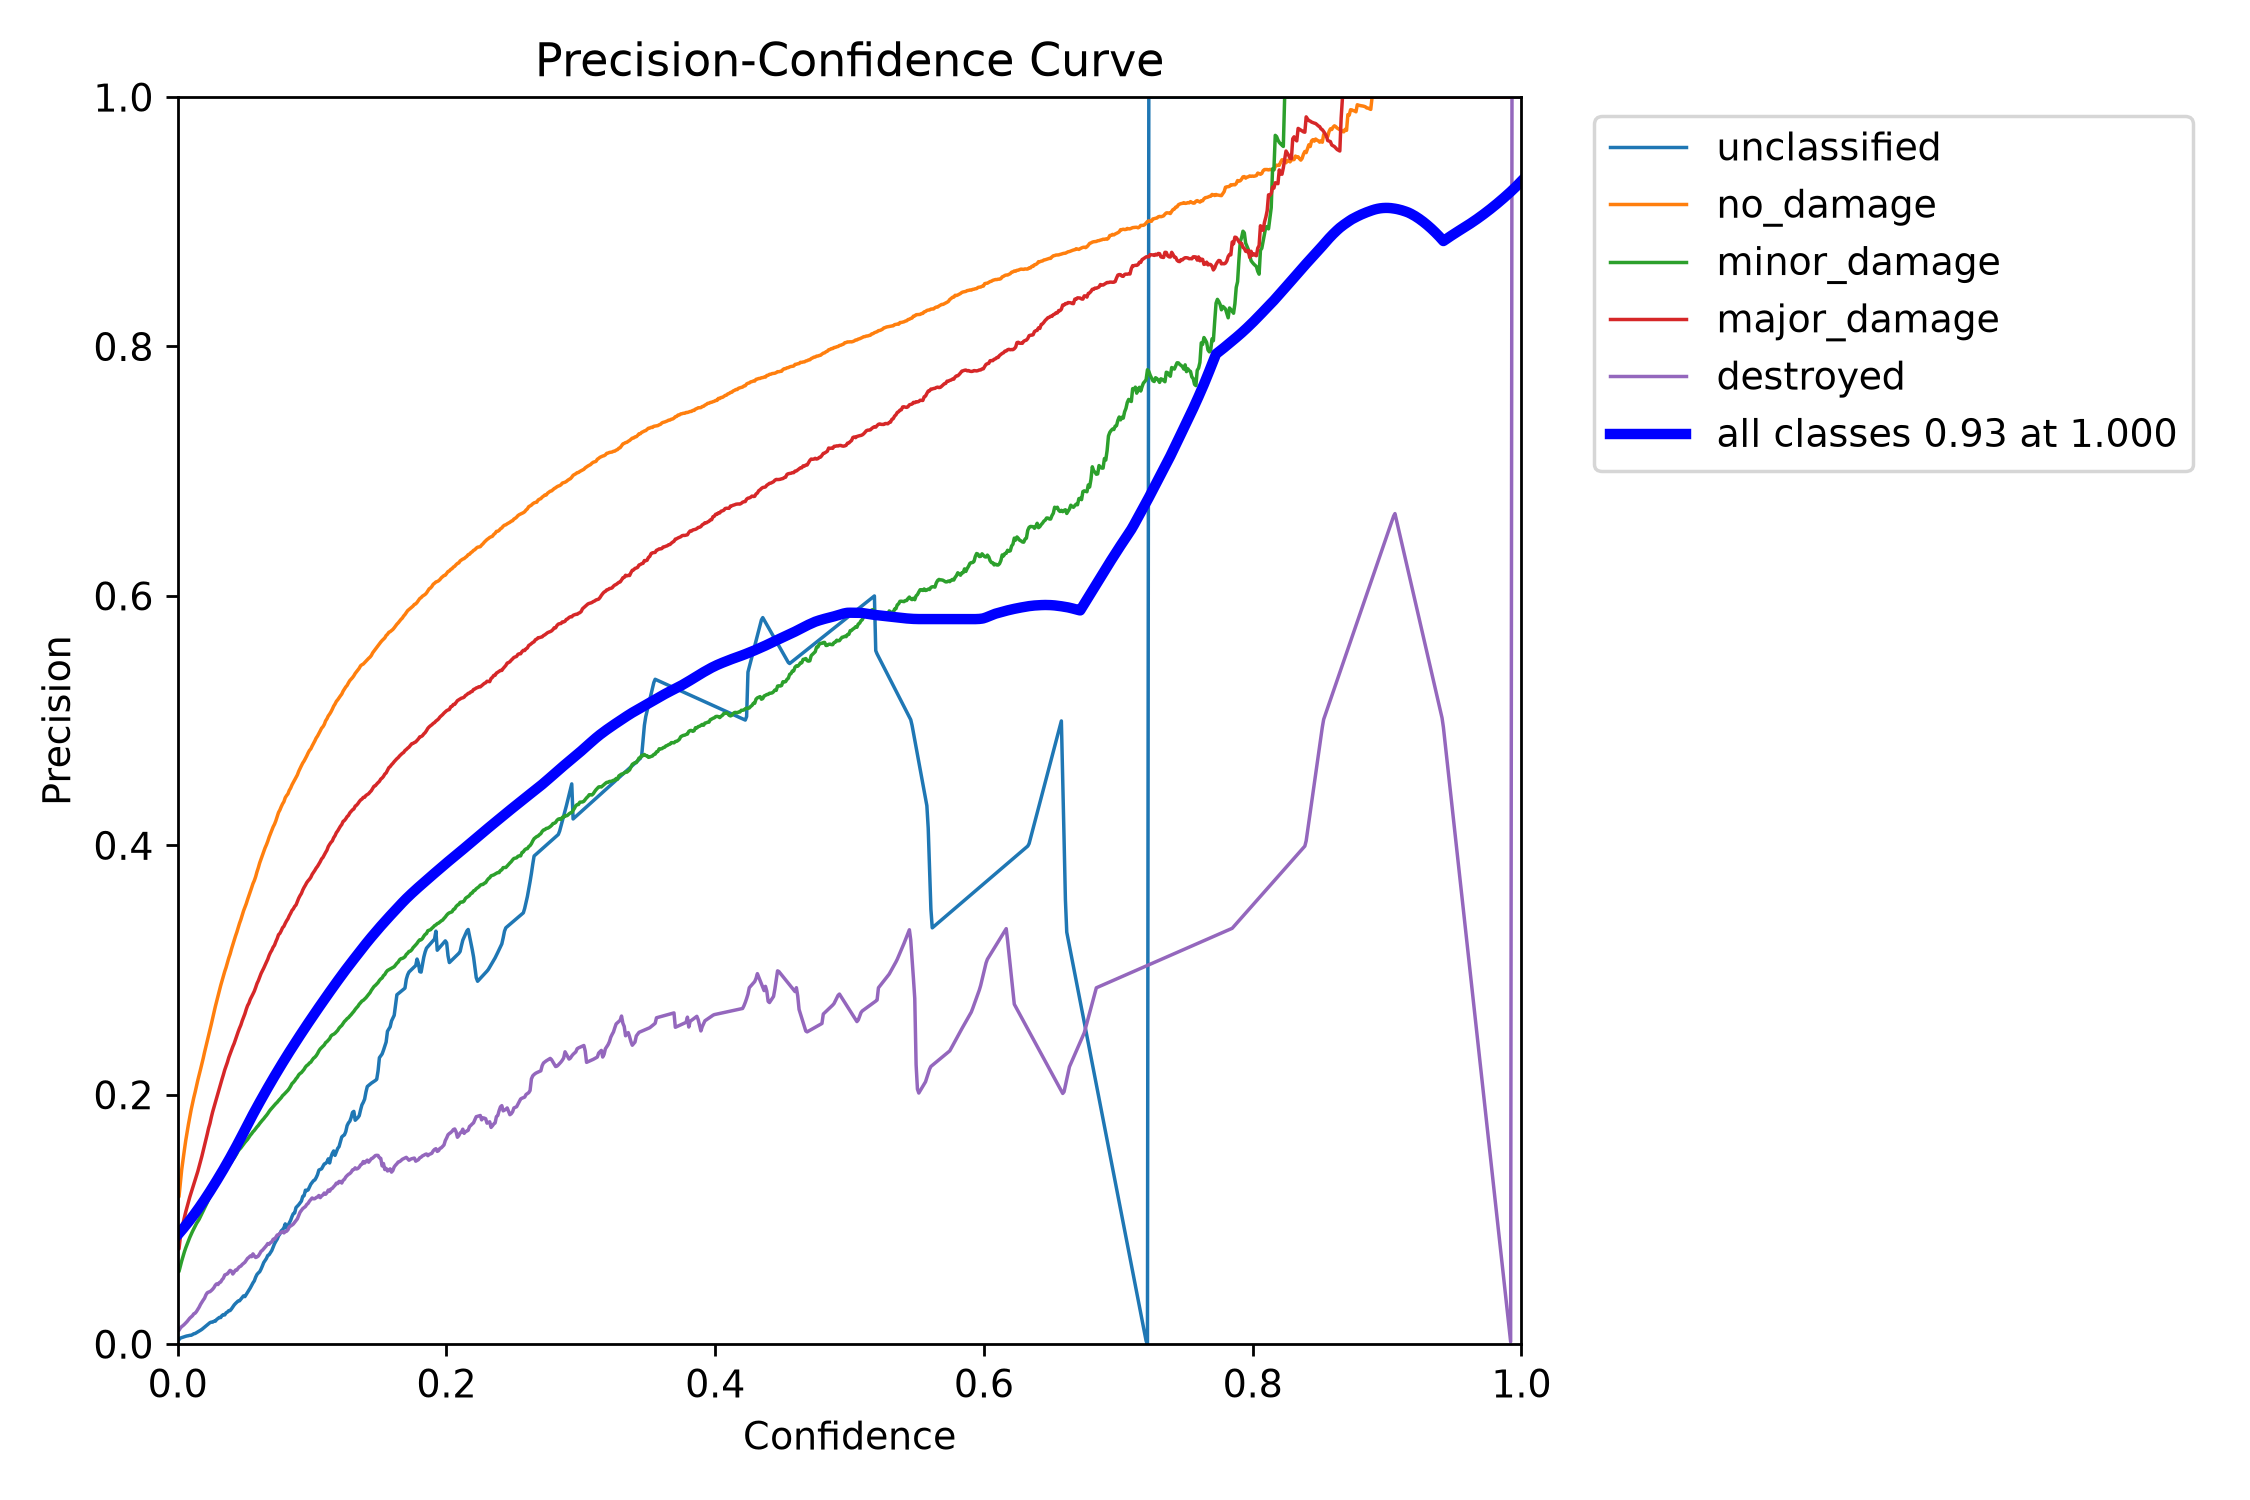 Precision-Confidence Curve
1.0
0.8
0.6
0.4
0.2
0.0
Precision
0.0 0.2 0.4 0.6 0.8 1.0
Confidence
unclassified
no_damage
minor_damage
major_damage
destroyed
all classes 0.93 at 1.000